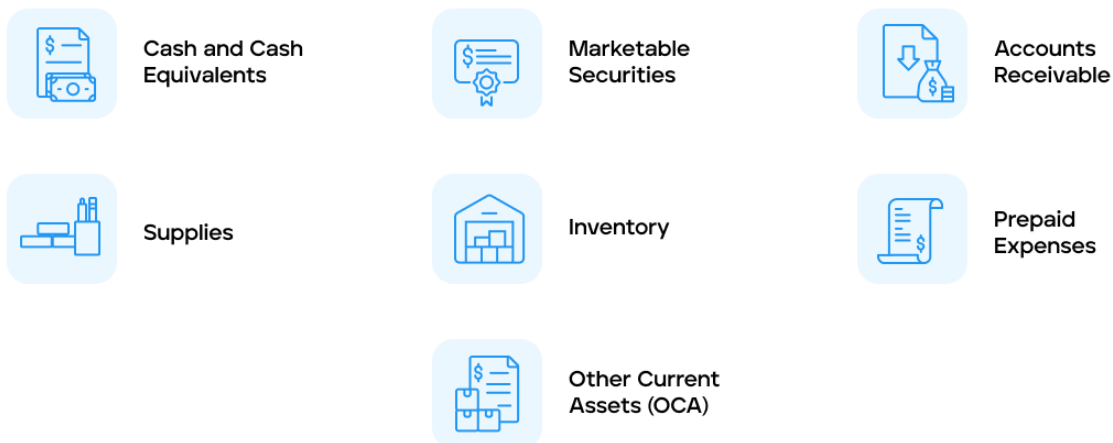 Cash and Cash
Equivalents
Marketable
Securities
Accounts
Receivable
Supplies
Inventory
Prepaid
Expenses
Other Current
Assets (OCA)